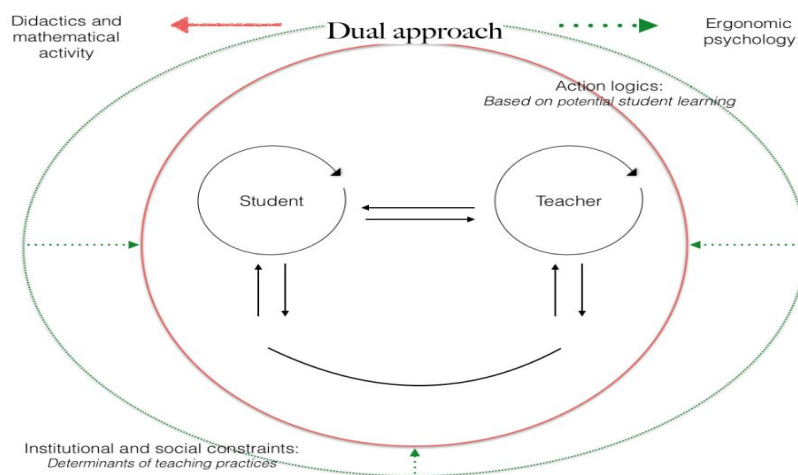 Didactics and
mathematical
activity
Dual approach
Ergonomic
psychology
Action logics:
Based on potential student learning
Student
Teacher
Institutional and social constraints:
Determinants of teaching practices